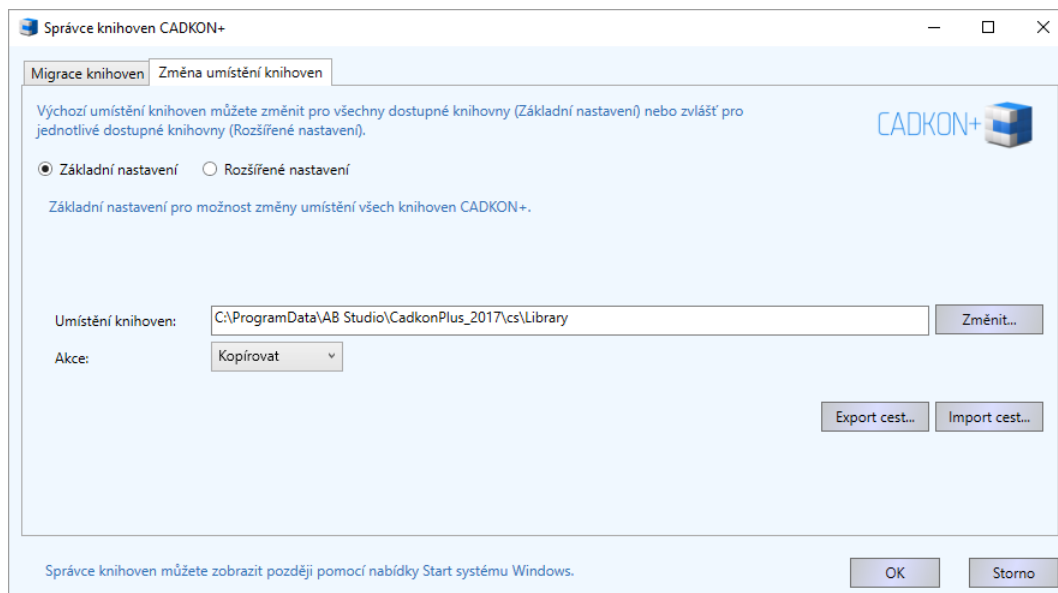 Správce knihoven CADKON+
Migrace knihoven
Změna umístění knihoven
Výchozí umístění knihoven můžete změnit pro všechny dostupné knihovny (Základní nastavení) nebo zvlášť pro
jednotlivé dostupné knihovny (Rozšířené nastavení).
CADKON+
Základní nastavení
Rozšířené nastavení
Základní nastavení pro možnost změny umístění všech knihoven CADKON+.
Umístění knihoven:
C:\ProgramData\AB Studio\CadkonPlus_2017\cs\Library
Změnit...
Akce:
Kopírovat
Export cest...
Import cest...
Správce knihoven můžete zobrazit později pomocí nabídky Start systému Windows.
OK
Storno